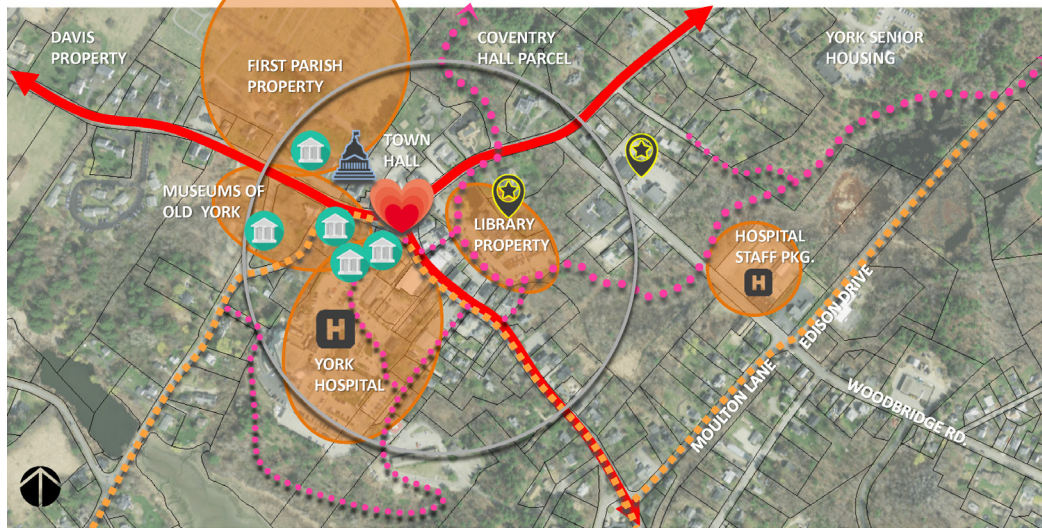 DAVIS
PROPERTY
FIRST PARISH
PROPERTY
COVENTRY
HALL PARCEL
YORK SENIOR
HOUSING
TOWN
HALL
MUSEUMS OF
OLD YORK
LIBRARY
PROPERTY
HOSPITAL
STAFF PKG.
H
H
YORK
HOSPITAL
EDISON DRIVE
MOULTON LANE
WOODBRIDGE RD.